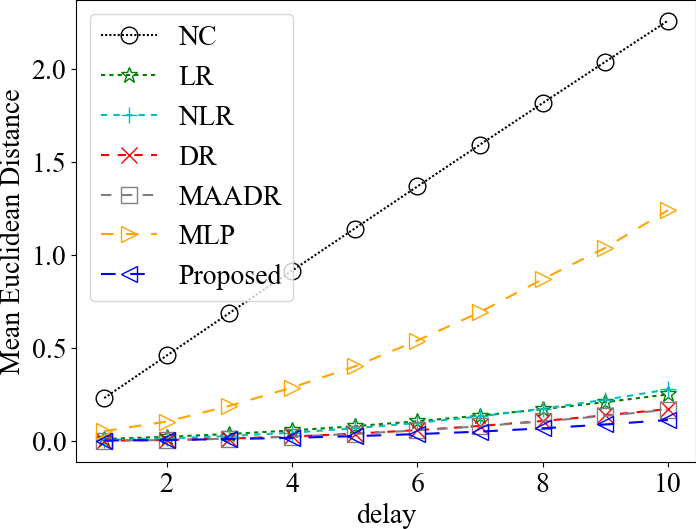 Mean Euclidean Distance
2.0
1.5
1.0
0.5
0.0
NC
LR
NLR
DR
MAADR
MLP
Proposed
2 4 6 8 10
delay